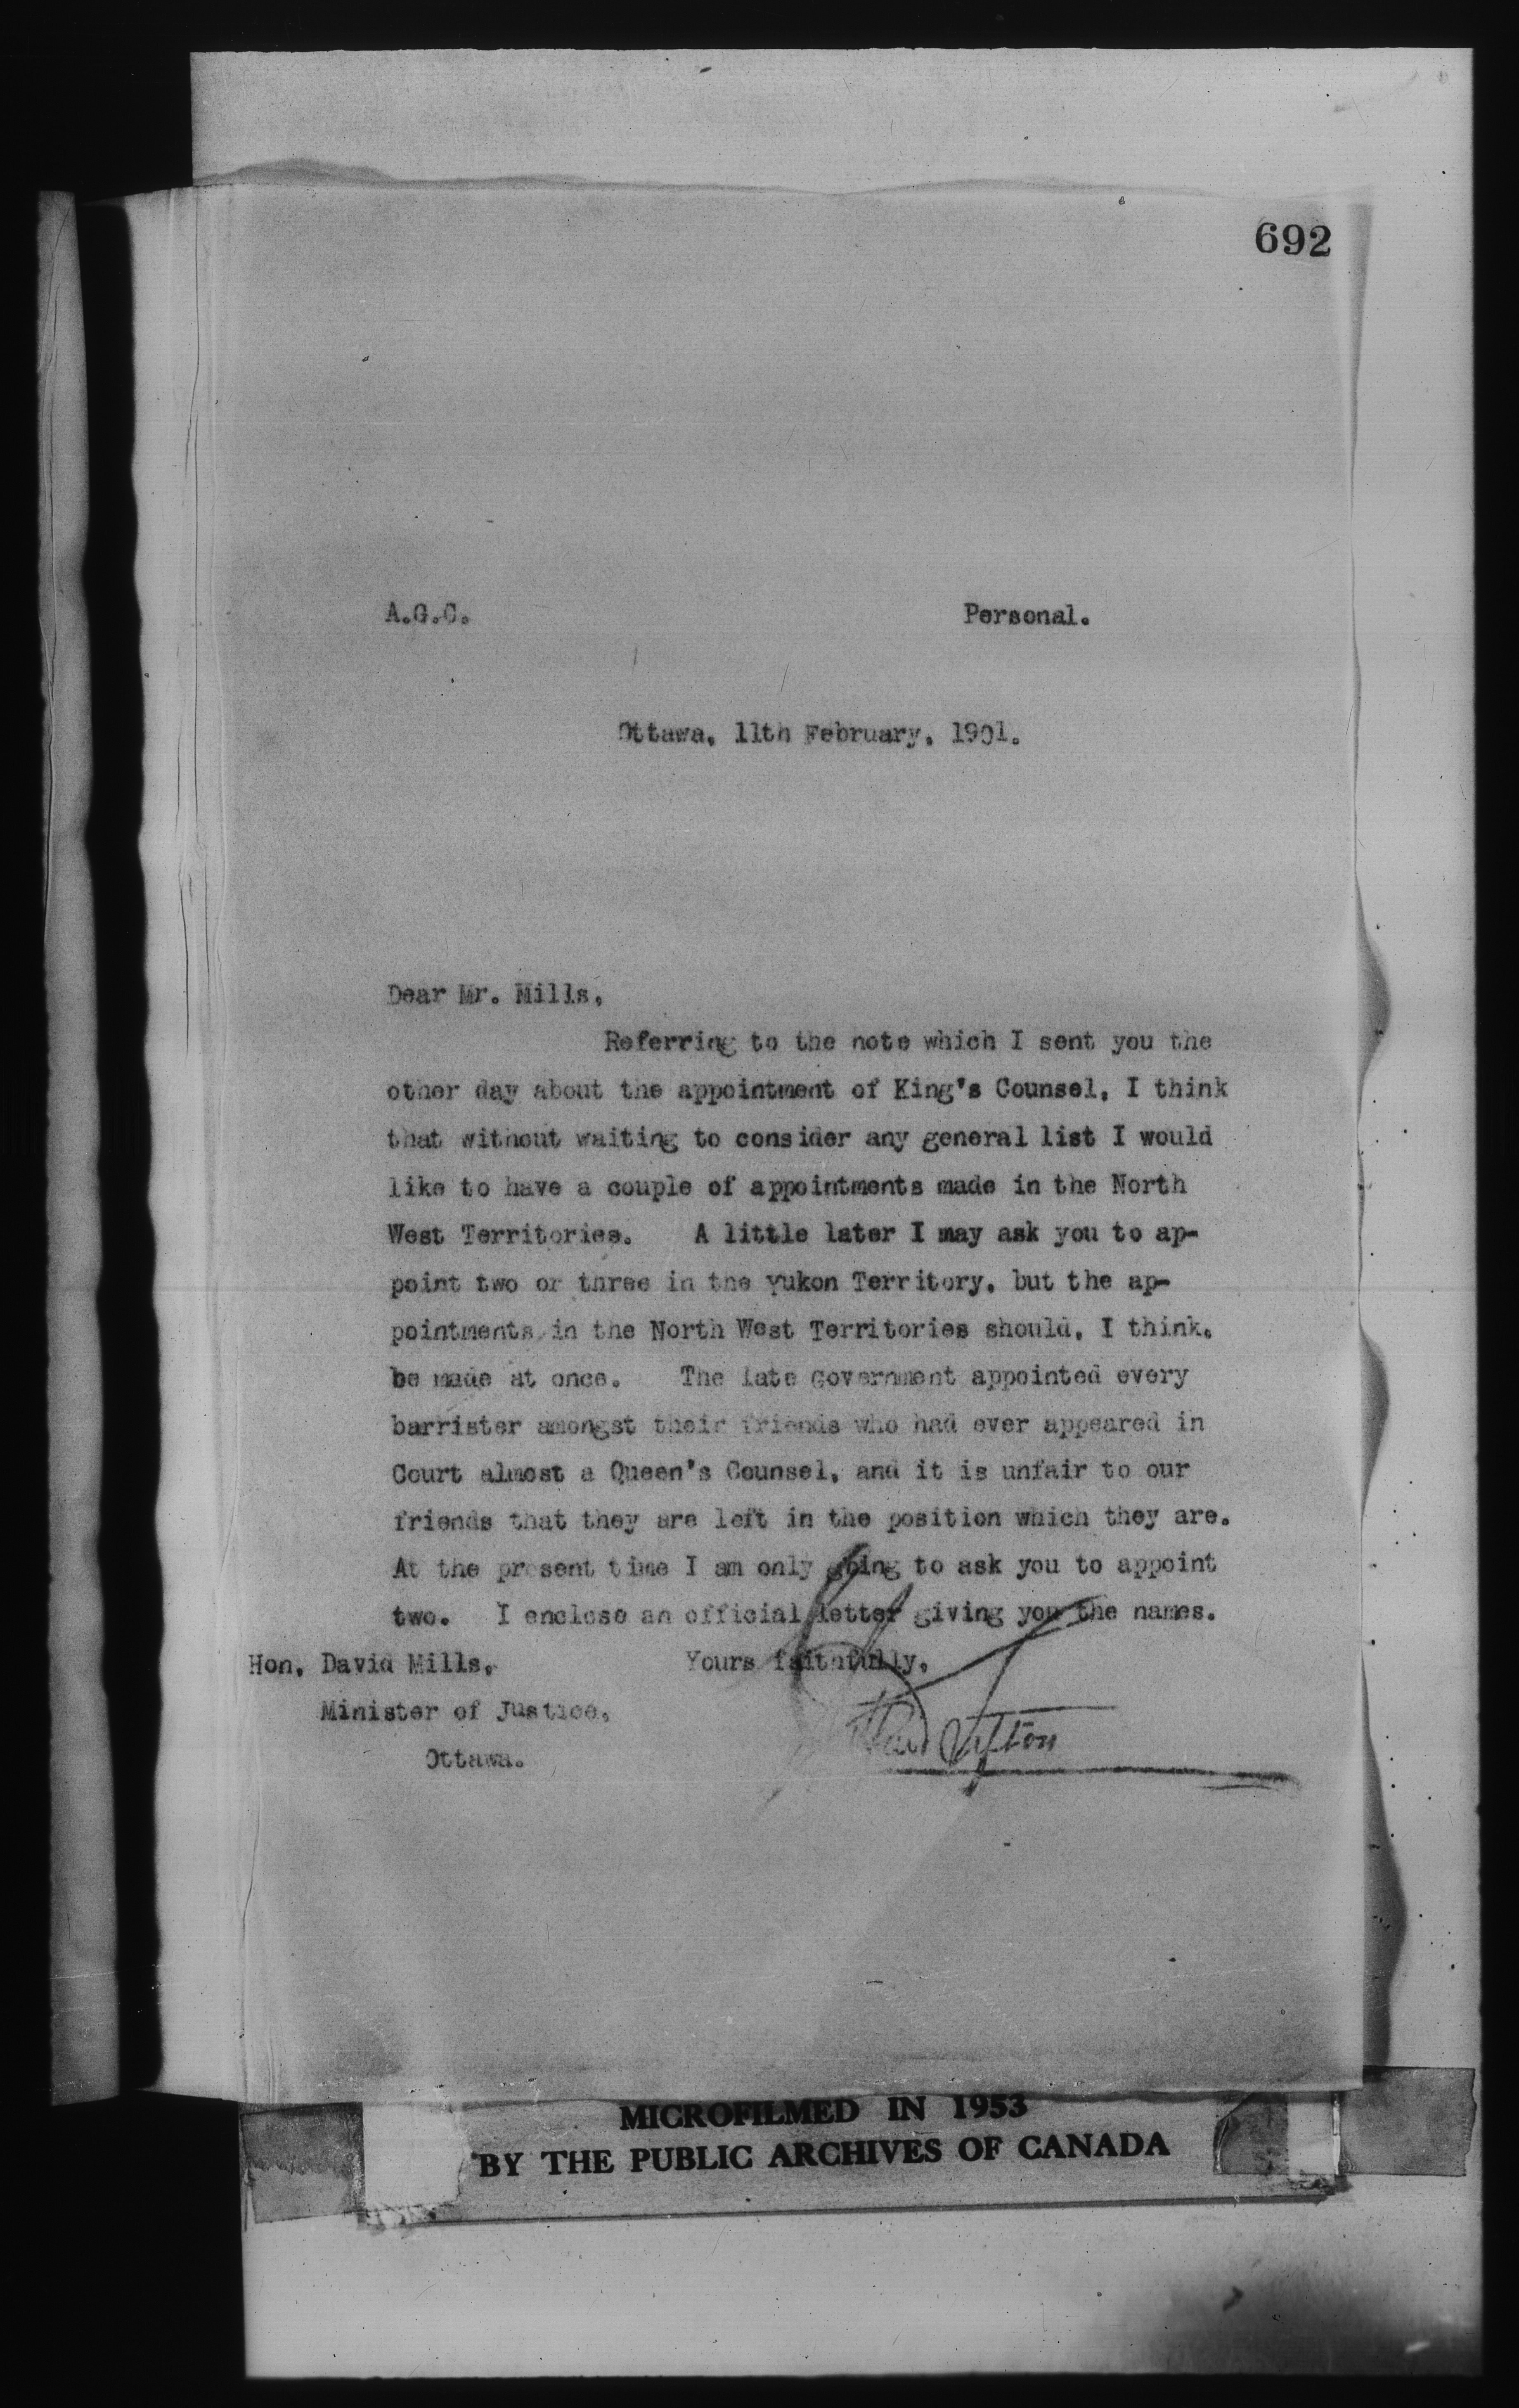 692
A.G.C. Personal.
Ottawa, 11th February, 1901.
Dear Mr. Mills,
Referring to the note which I sent you the
other day about the appointment of King's Counsel, I think
that without waiting to consider any general list I would
like to have a couple of appointments made in the North
West Territories. A little later I may ask you to ap-
point two or three in the Yukon Territory, but the ap-
pointments in the North West Territories should, I think,
be made at once. The late Government appointed every
barrister amongst their friends who had ever appeared in
Court almost a Queen's Counsel, and it is unfair to our
friends that they are left in the position which they are.
At the present time I am only going to ask you to appoint
two. I enclose an official letter giving you the names.
Hon. David Mills, Yours faithfully,
Minister of Justice, Sifton
Ottawa.
MICROFILMED IN 1953
BY THE PUBLIC ARCHIVES OF CANADA